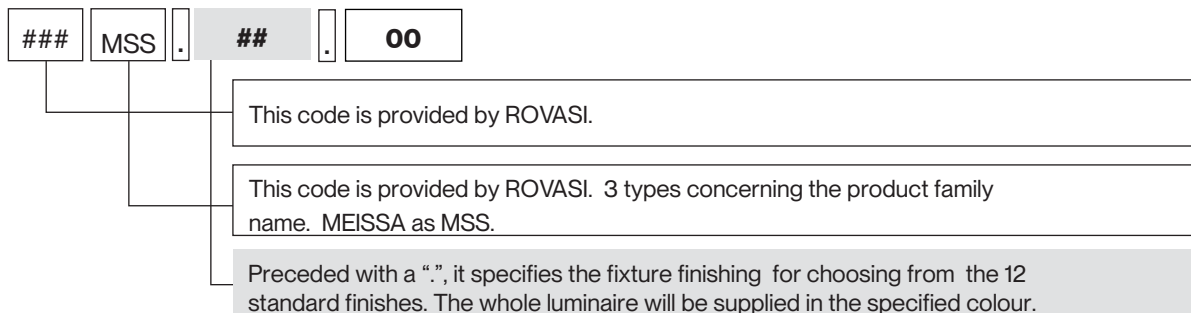 ### MSS . ## . 00
This code is provided by ROVASI.
This code is provided by ROVASI.  3 types concerning the product family
name.  MEISSA as MSS.
Preceded with a “.”, it specifies the fixture finishing  for choosing from  the 12
standard finishes. The whole luminaire will be supplied in the specified colour.